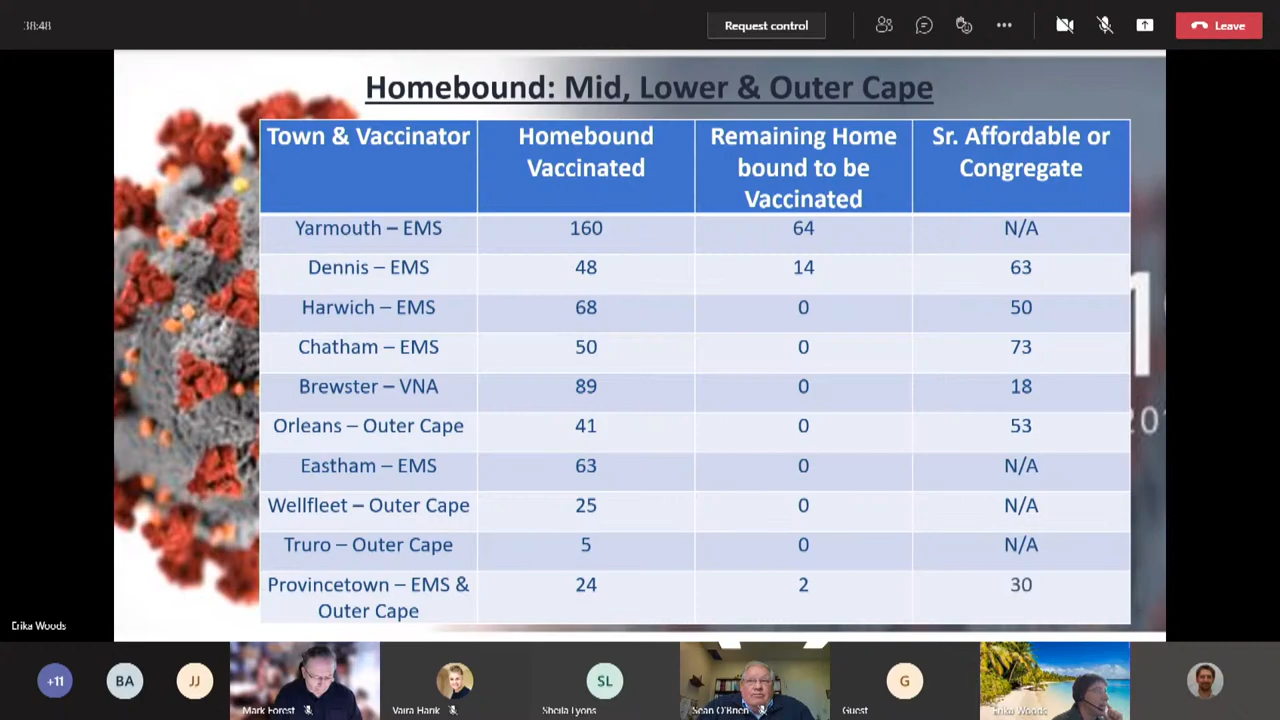 38:48
Request control
Leave
Homebound: Mid, Lower & Outer Cape
Town & Vaccinator
Homebound
Vaccinated
Remaining Home
bound to be
Vaccinated
Sr. Affordable or
Congregate
Yarmouth – EMS 160 64 N/A
Dennis – EMS 48 14 63
Harwich – EMS 68 0 50
Chatham – EMS 50 0 73
Brewster – VNA 89 0 18
Orleans – Outer Cape 41 0 53
Eastham – EMS 63 0 N/A
Wellfleet – Outer Cape 25 0 N/A
Truro – Outer Cape 5 0 N/A
Provincetown – EMS & 24 2 30
Outer Cape
Erika Woods
+11
BA
JJ
SL
G
Mark Forest
Vaira Harik
Sheila Lyons
Sean O'Brien
Guest
Erika Woods